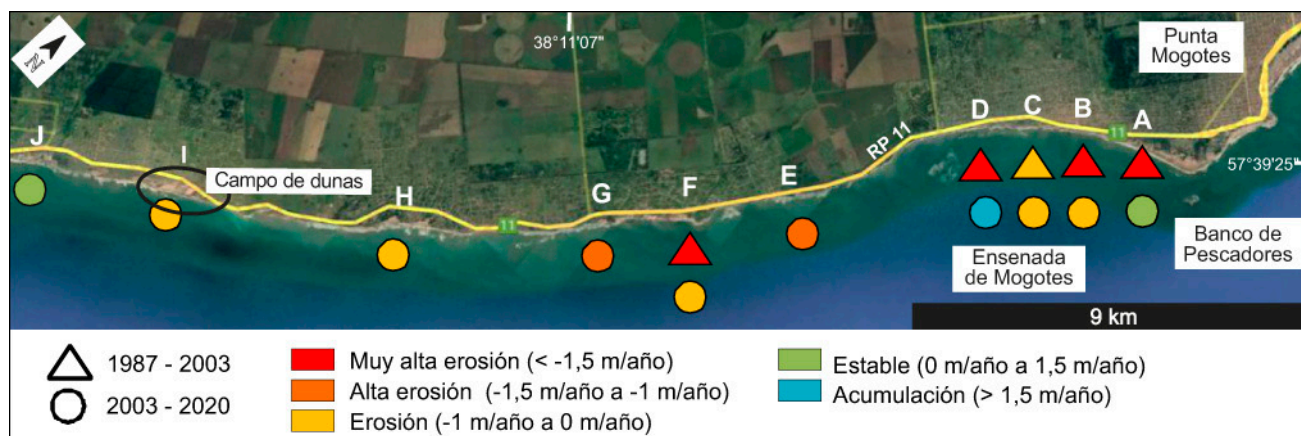 38°11'07"
Punta
Mogotes
J
I
Campo de dunas
H
11
G
F
E
RP 11
D
C
B
11
A
57°39'25"
Ensenada
de Mogotes
Banco de
Pescadores
9 km
1987 - 2003
2003 - 2020
Muy alta erosión (< -1,5 m/año)
Alta erosión (-1,5 m/año a -1 m/año)
Erosión (-1 m/año a 0 m/año)
Estable (0 m/año a 1,5 m/año)
Acumulación (> 1,5 m/año)